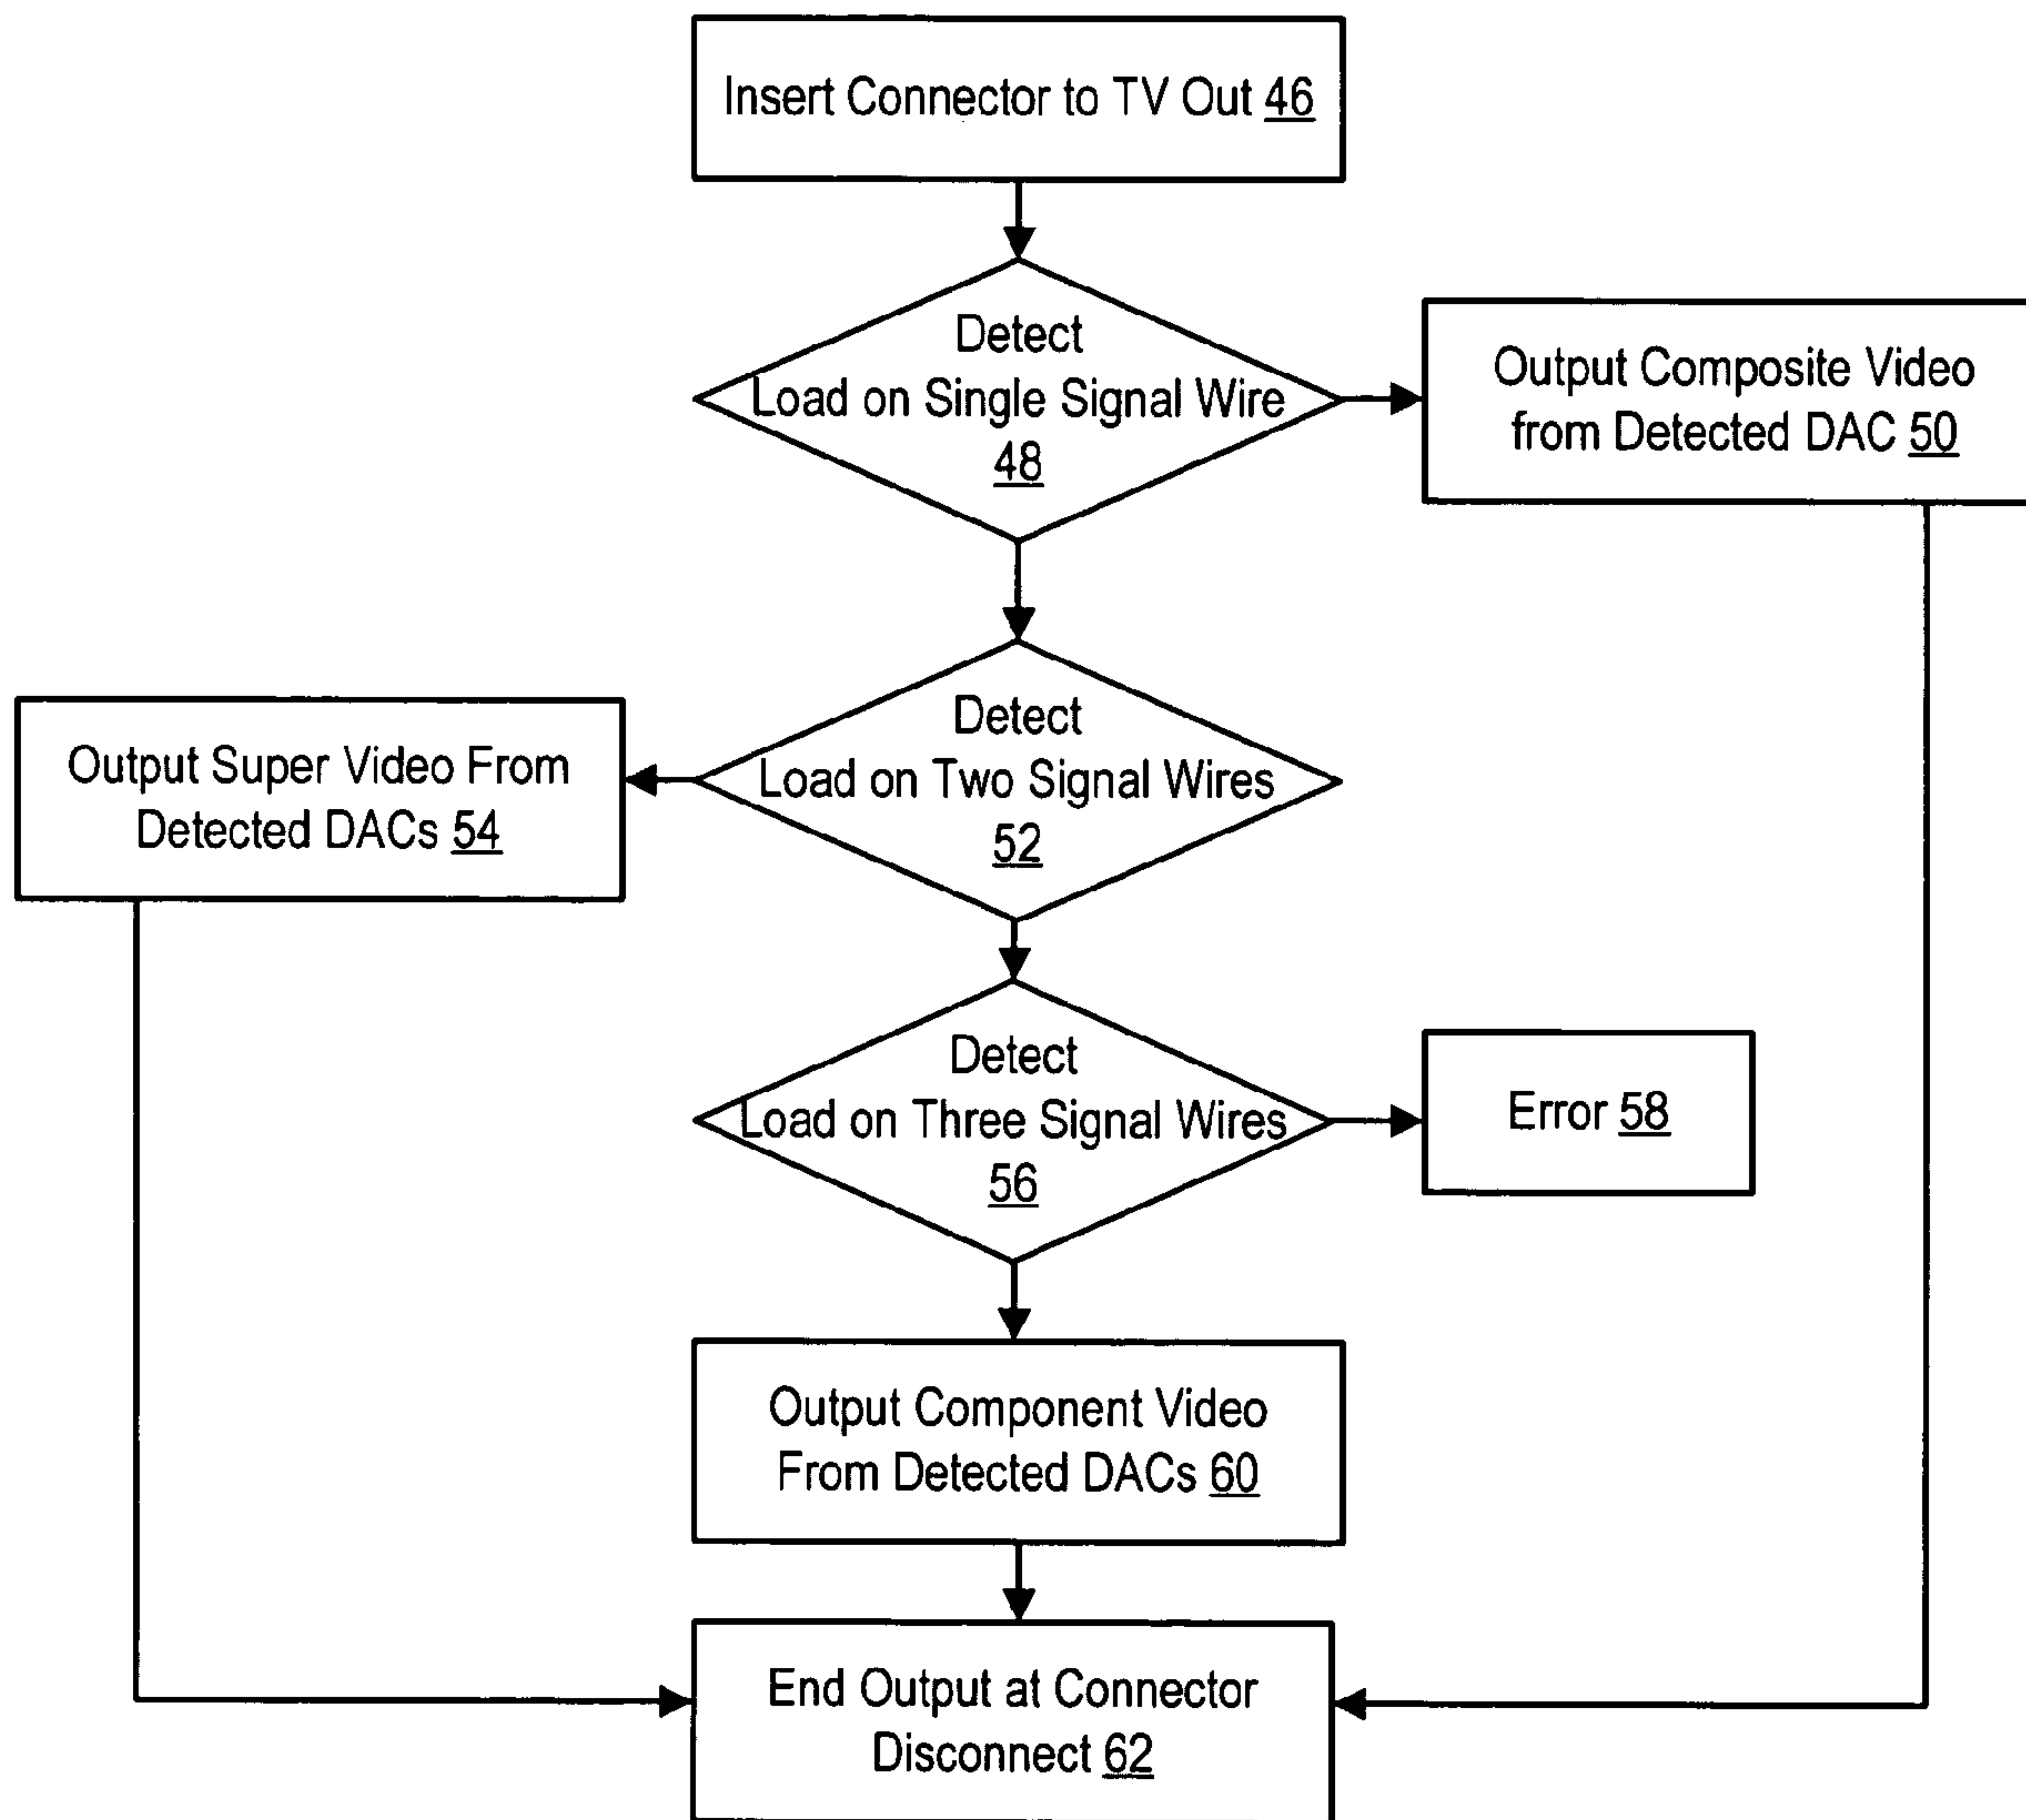 Insert Connector to TV Out 46
Detect
Load on Single Signal Wire
48
Output Composite Video
from Detected DAC 50
Detect
Load on Two Signal Wires
52
Output Super Video From
Detected DACs 54
Detect
Load on Three Signal Wires
56
Error 58
Output Component Video
From Detected DACs 60
End Output at Connector
Disconnect 62